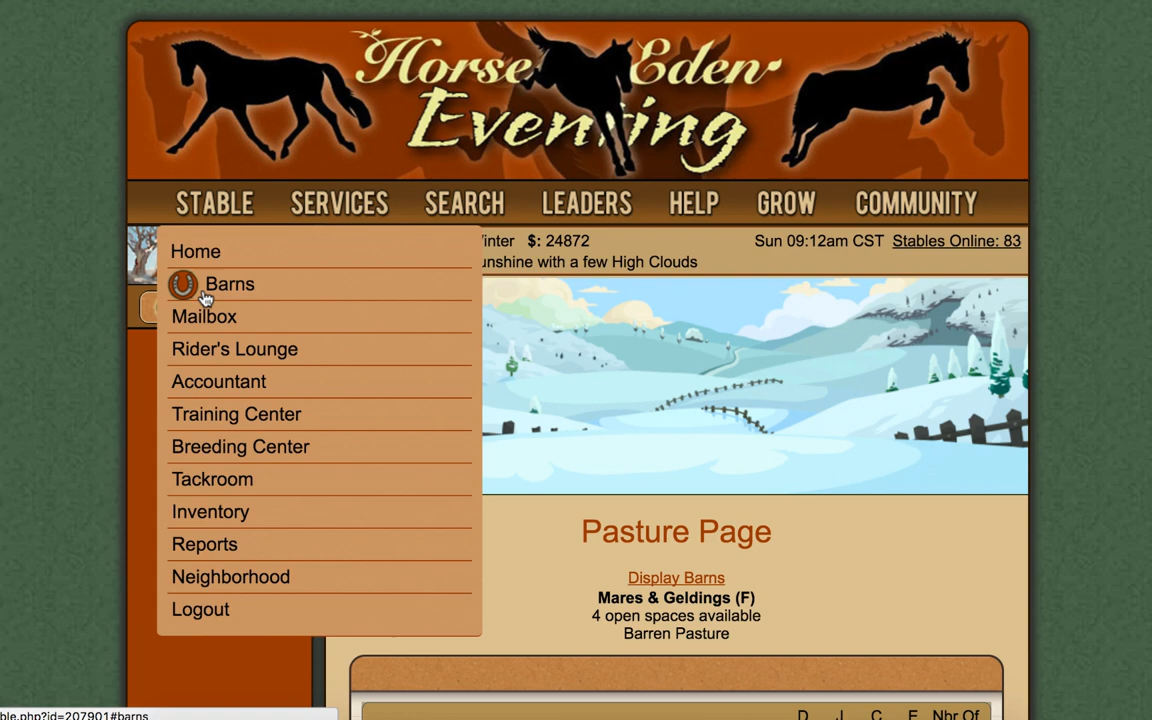 Horse Eden
Eventing
STABLE SERVICES SEARCH LEADERS HELP GROW COMMUNITY
$: 24872 Sun 09:12am CST Stables Online: 83
with a few High Clouds
Home
Barns
Mailbox
Rider's Lounge
Accountant
Training Center
Breeding Center
Tackroom
Inventory
Reports
Neighborhood
Logout
Pasture Page
Display Barns
Mares & Geldings (F)
4 open spaces available
Barren Pasture
D J C E Nbr Of
ble.php?id=207901#barns